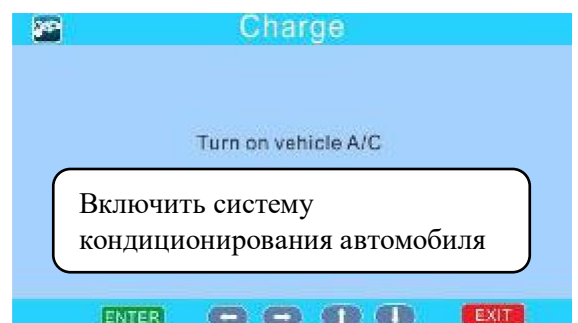 Charge
Turn on vehicle A/C
Включить систему
кондиционирования автомобиля
ENTER
EXIT